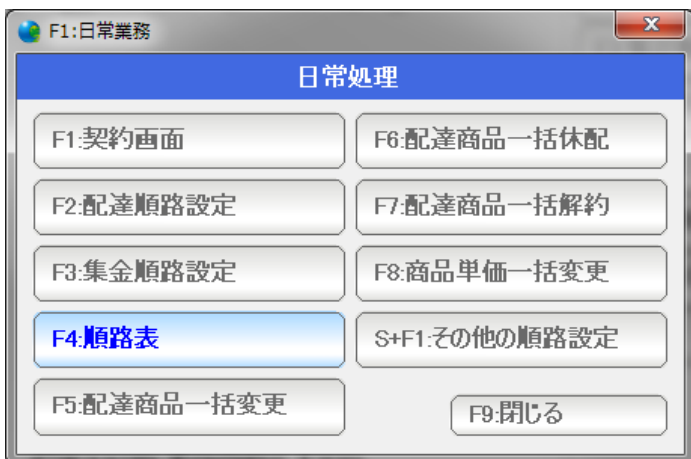 F1:日常業務
日常処理
F1:契約画面
F2:配達順路設定
F3:集金順路設定
F4:順路表
F5:配達商品一括変更
F6:配達商品一括休配
F7:配達商品一括解約
F8:商品単価一括変更
S+F1:その他の順路設定
F9:閉じる